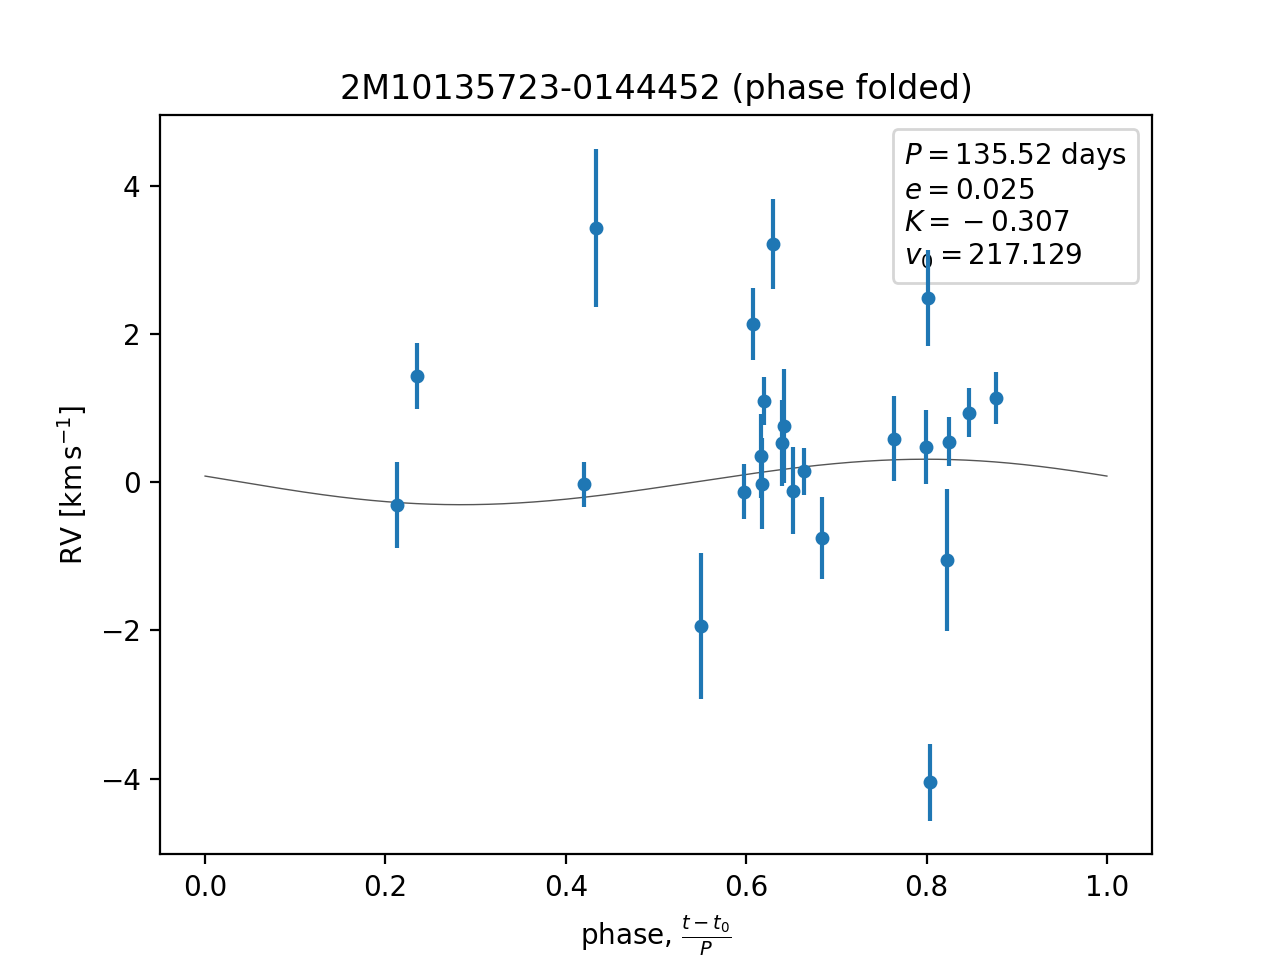 2M10135723-0144452 (phase folded)
P = 135.52 days
e = 0.025
K = −0.307
v₀ = 217.129
RV [km s⁻¹]
4
2
0
−2
−4
0.0 0.2 0.4 0.6 0.8 1.0
phase, (t − t₀)/P